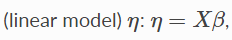 (linear model) η: η = Xβ,